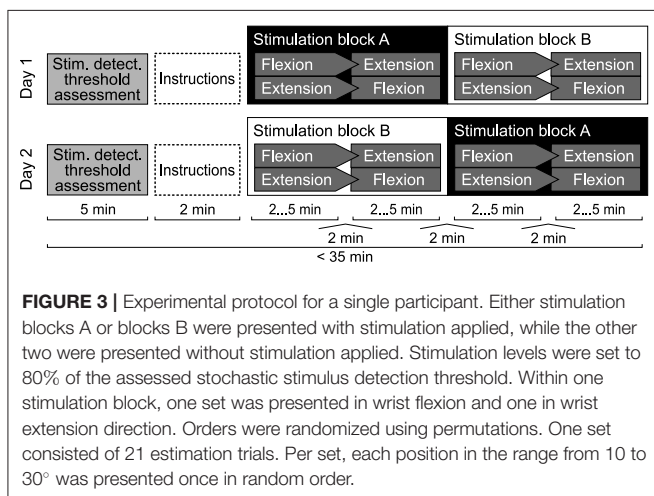 Day 1
Stim. detect.
threshold
assessment
Instructions
Stimulation block A
Flexion Extension
Extension Flexion
Stimulation block B
Flexion Extension
Extension Flexion
Day 2
Stim. detect.
threshold
assessment
Instructions
Stimulation block B
Flexion Extension
Extension Flexion
Stimulation block A
Flexion Extension
Extension Flexion
5 min 2 min 2...5 min 2...5 min 2...5 min 2...5 min
2 min 2 min 2 min
< 35 min
FIGURE 3 | Experimental protocol for a single participant. Either stimulation
blocks A or blocks B were presented with stimulation applied, while the other
two were presented without stimulation applied. Stimulation levels were set to
80% of the assessed stochastic stimulus detection threshold. Within one
stimulation block, one set was presented in wrist flexion and one in wrist
extension direction. Orders were randomized using permutations. One set
consisted of 21 estimation trials. Per set, each position in the range from 10 to
30° was presented once in random order.